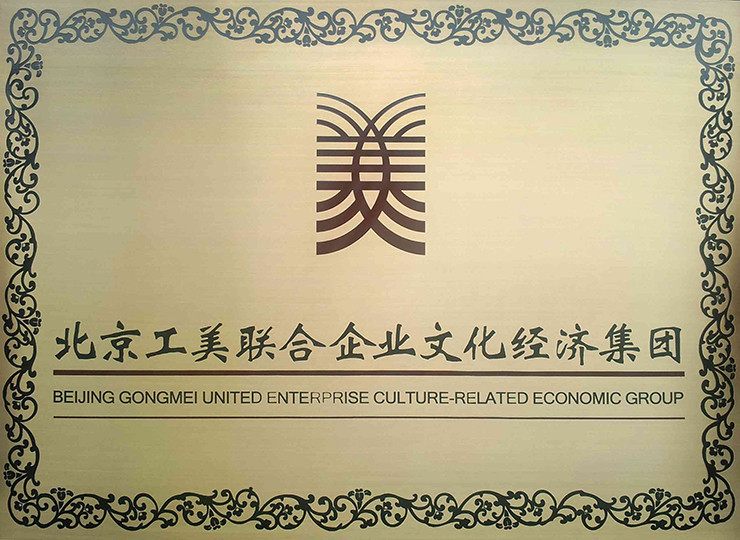 北京工美联合企业文化经济集团
BEIJING GONGMEI UNITED ENTERPRISE CULTURE-RELATED ECONOMIC GROUP